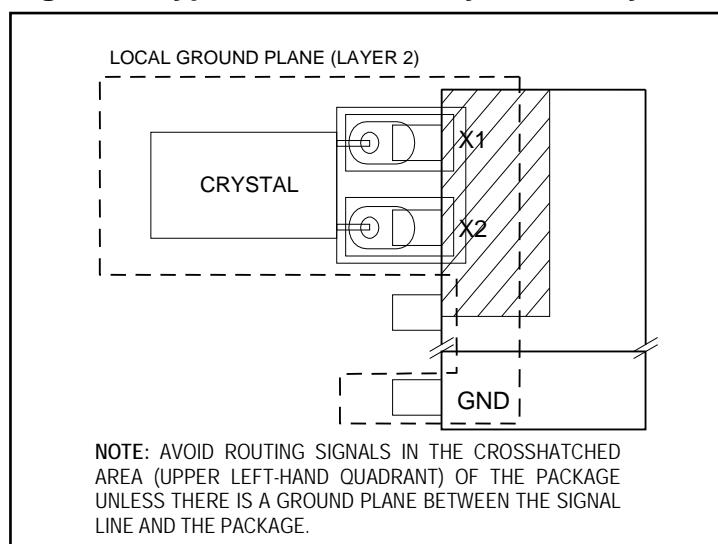 LOCAL GROUND PLANE (LAYER 2)
CRYSTAL
X1
X2
GND
NOTE: AVOID ROUTING SIGNALS IN THE CROSSHATCHED
AREA (UPPER LEFT-HAND QUADRANT) OF THE PACKAGE
UNLESS THERE IS A GROUND PLANE BETWEEN THE SIGNAL
LINE AND THE PACKAGE.